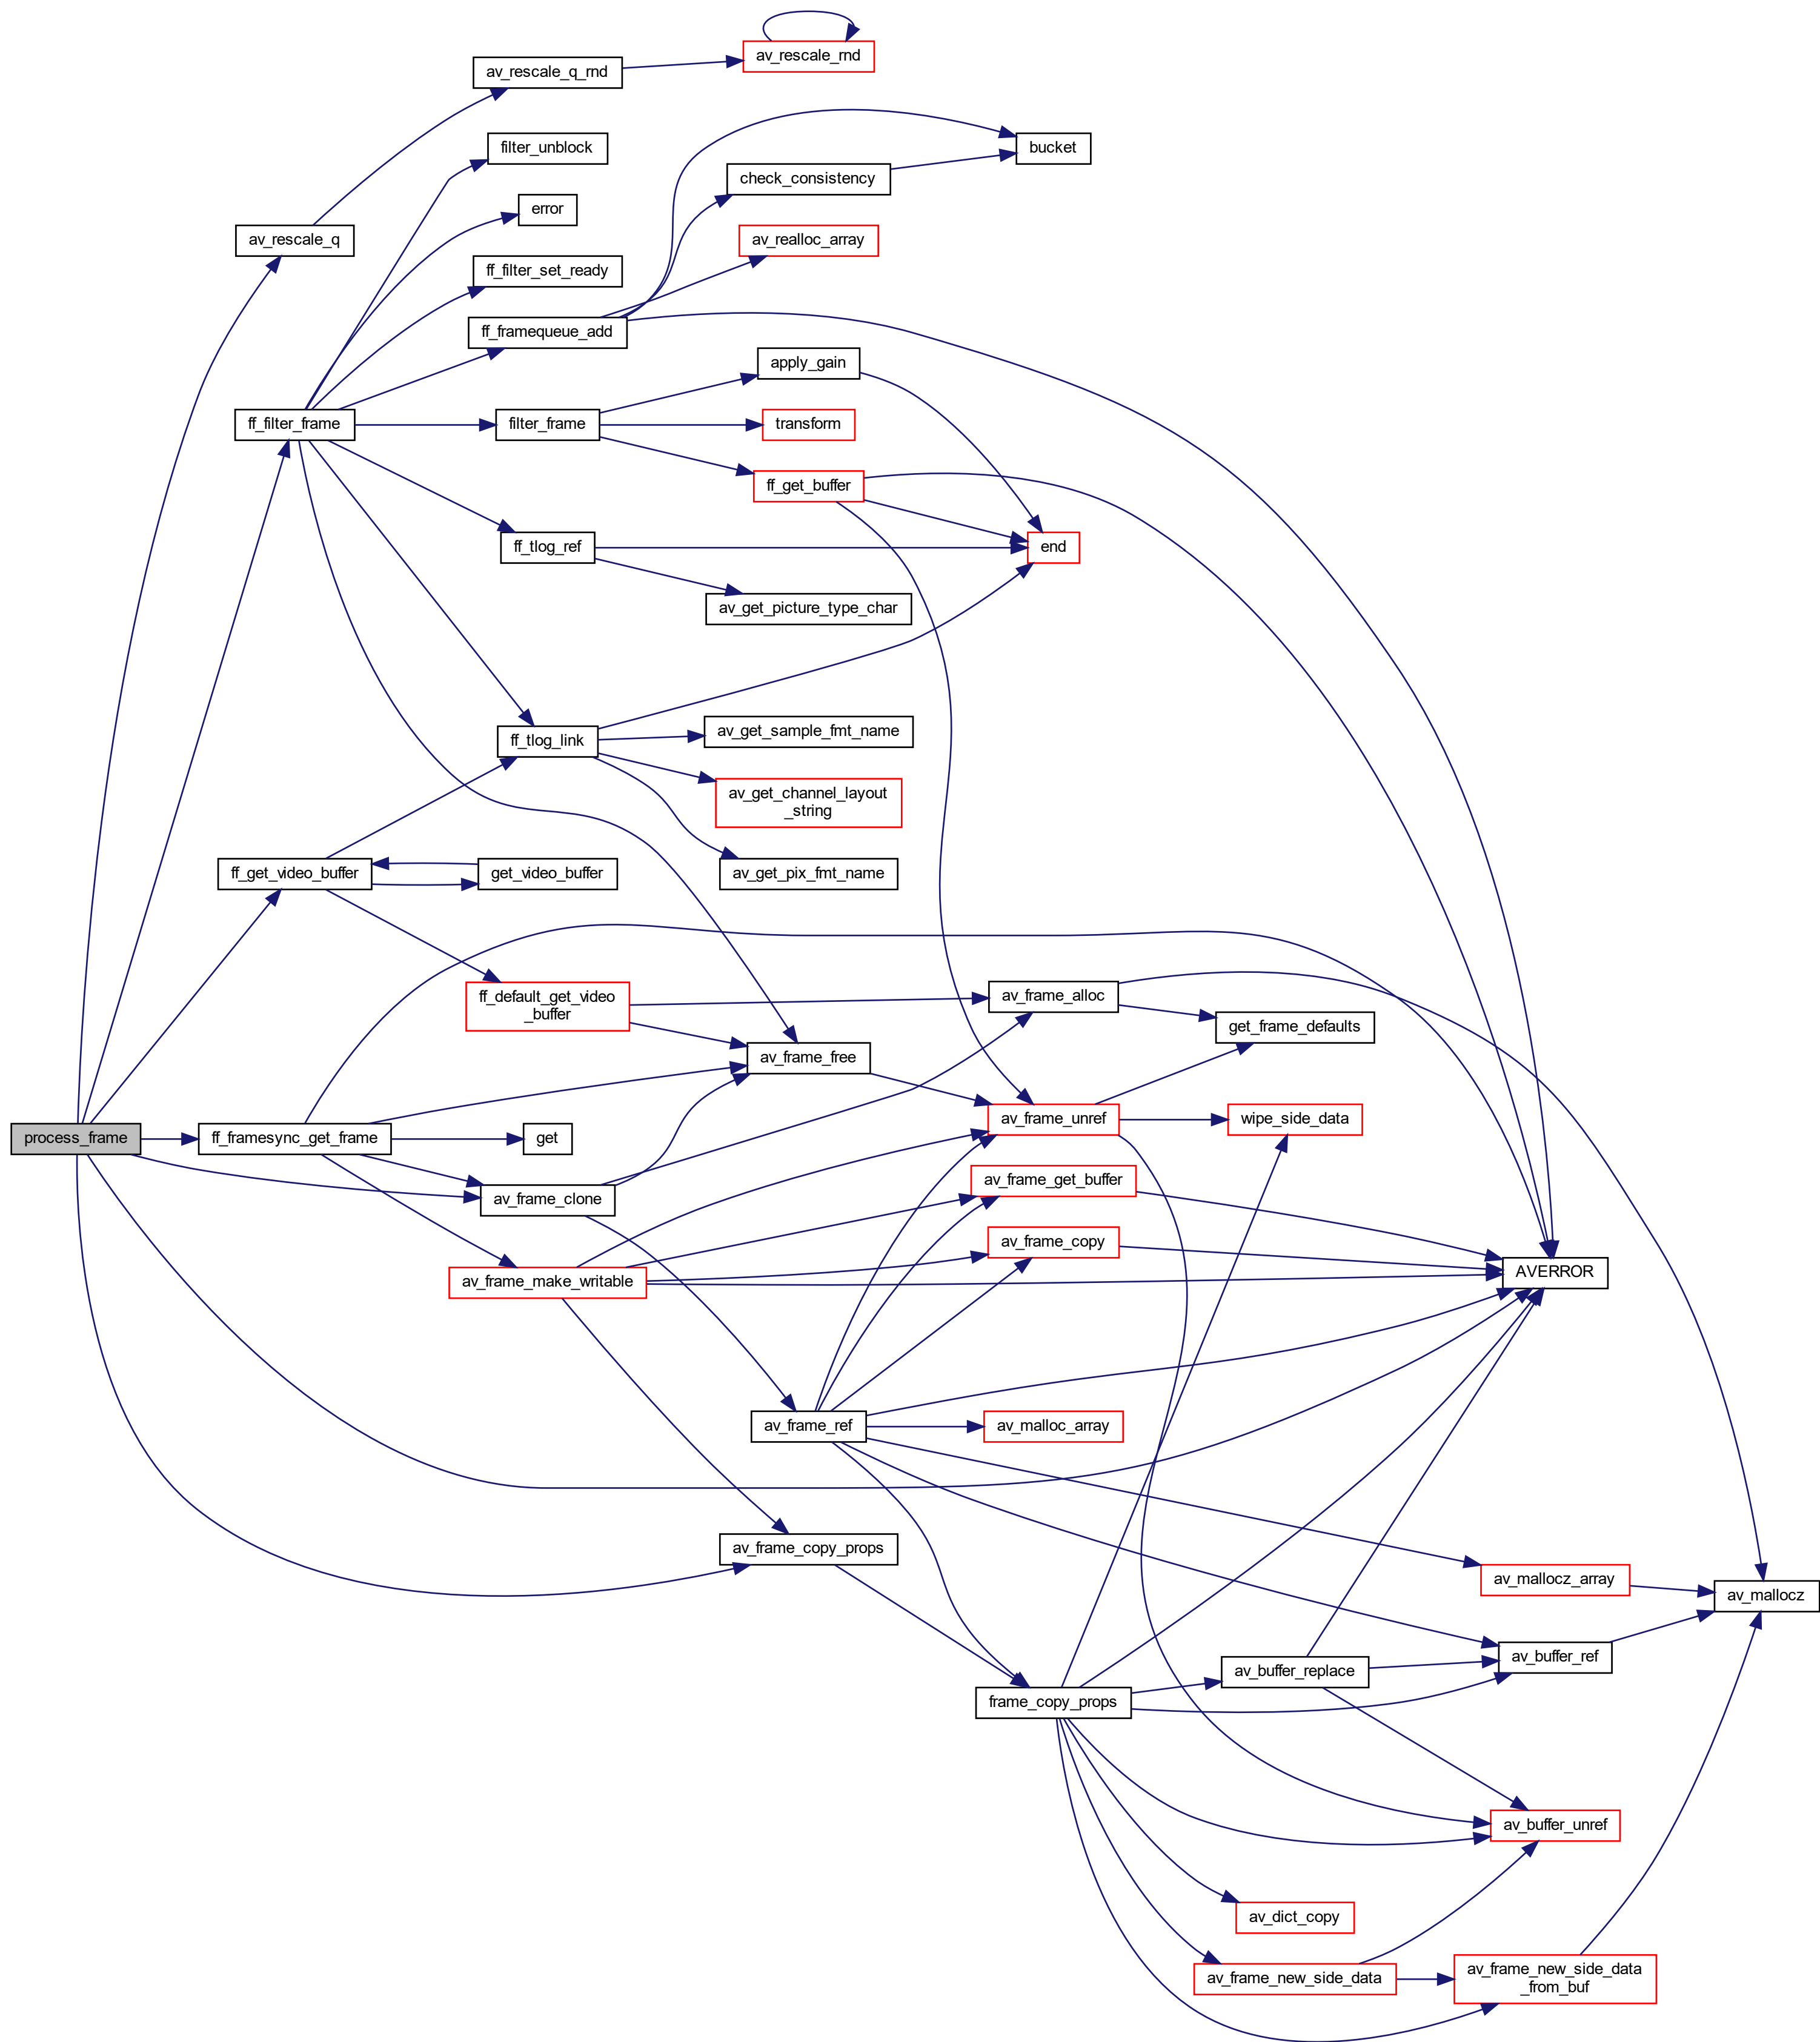 av_rescale_rnd
av_rescale_q_rnd
filter_unblock
bucket
check_consistency
error
av_rescale_q
av_realloc_array
ff_filter_set_ready
ff_framequeue_add
apply_gain
ff_filter_frame
filter_frame
transform
ff_get_buffer
ff_tlog_ref
end
av_get_picture_type_char
ff_tlog_link
av_get_sample_fmt_name
av_get_channel_layout
_string
ff_get_video_buffer
get_video_buffer
av_get_pix_fmt_name
ff_default_get_video
_buffer
av_frame_alloc
get_frame_defaults
av_frame_free
av_frame_unref
wipe_side_data
process_frame
ff_framesync_get_frame
get
av_frame_get_buffer
av_frame_clone
av_frame_copy
av_frame_make_writable
AVERROR
av_frame_ref
av_malloc_array
av_frame_copy_props
av_mallocz_array
av_mallocz
av_buffer_ref
av_buffer_replace
frame_copy_props
av_buffer_unref
av_dict_copy
av_frame_new_side_data
av_frame_new_side_data
_from_buf